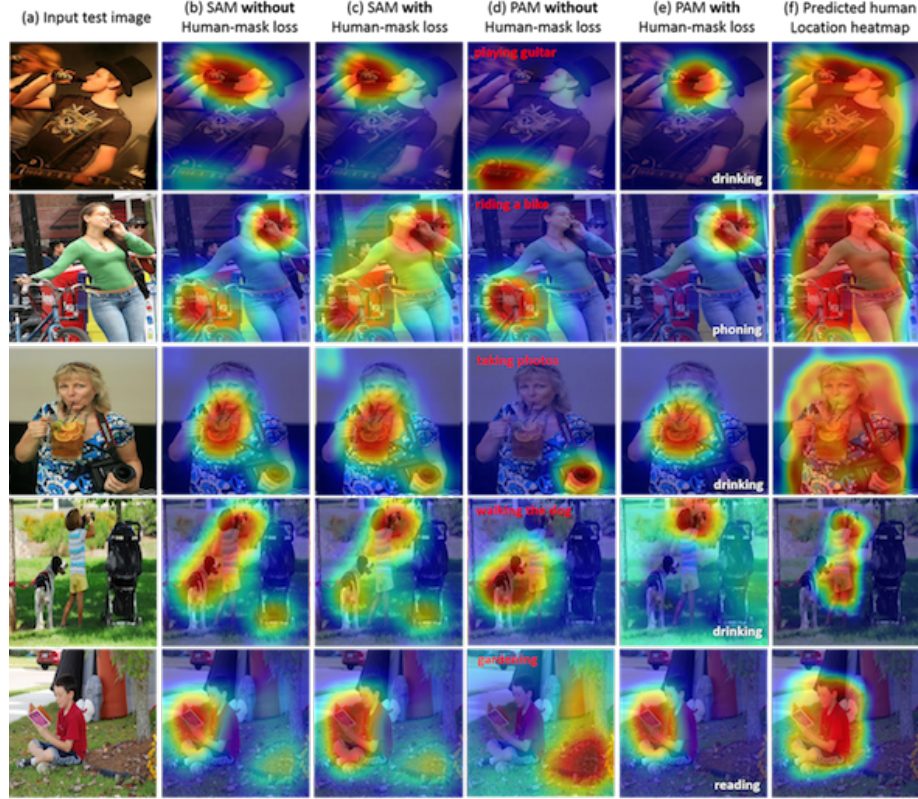 (a) Input test image
(b) SAM without
Human-mask loss
(c) SAM with
Human-mask loss
(d) PAM without
Human-mask loss
(e) PAM with
Human-mask loss
(f) Predicted human
Location heatmap
playing guitar
drinking
riding a bike
phoning
taking photos
drinking
walking the dog
drinking
gardening
reading